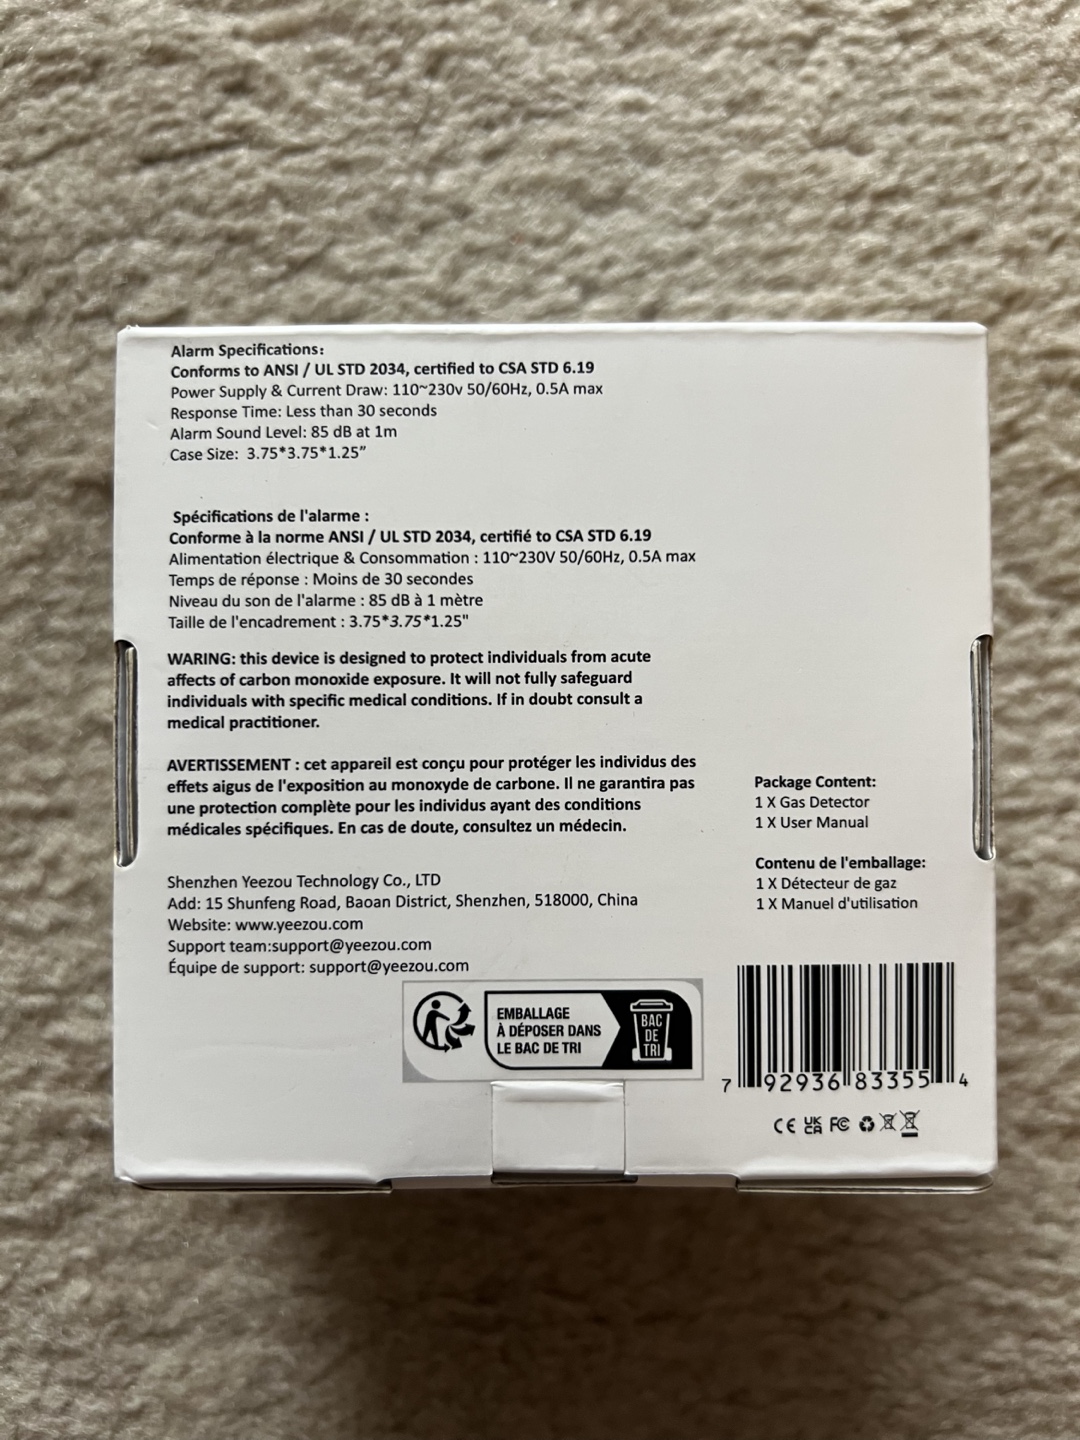 Alarm Specifications:
Conforms to ANSI / UL STD 2034, certified to CSA STD 6.19
Power Supply & Current Draw: 110~230v 50/60Hz, 0.5A max
Response Time: Less than 30 seconds
Alarm Sound Level: 85 dB at 1m
Case Size: 3.75*3.75*1.25”
Spécifications de l'alarme :
Conforme à la norme ANSI / UL STD 2034, certifié to CSA STD 6.19
Alimentation électrique & Consommation : 110~230V 50/60Hz, 0.5A max
Temps de réponse : Moins de 30 secondes
Niveau du son de l'alarme : 85 dB à 1 mètre
Taille de l'encadrement : 3.75*3.75*1.25"
WARING: this device is designed to protect individuals from acute
affects of carbon monoxide exposure. It will not fully safeguard
individuals with specific medical conditions. If in doubt consult a
medical practitioner.
AVERTISSEMENT : cet appareil est conçu pour protéger les individus des
effets aigus de l'exposition au monoxyde de carbone. Il ne garantira pas
une protection complète pour les individus ayant des conditions
médicales spécifiques. En cas de doute, consultez un médecin.
Package Content:
1 X Gas Detector
1 X User Manual
Contenu de l'emballage:
1 X Détecteur de gaz
1 X Manuel d'utilisation
Shenzhen Yeezou Technology Co., LTD
Add: 15 Shunfeng Road, Baoan District, Shenzhen, 518000, China
Website: www.yeezou.com
Support team:support@yeezou.com
Équipe de support: support@yeezou.com
EMBALLAGE
À DÉPOSER DANS
LE BAC DE TRI
BAC
DE
TRI
7 92936 83355 4
CE UK CA FC